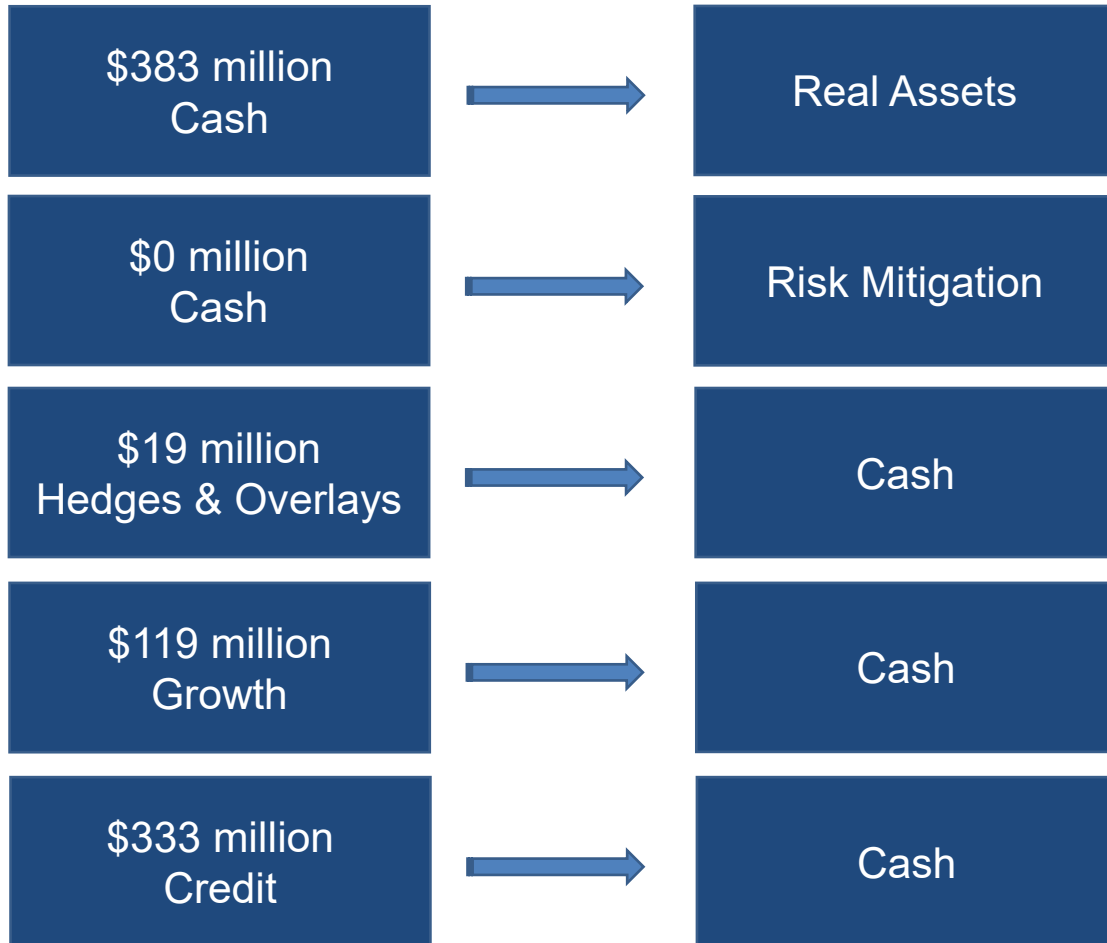 $383 million
Cash
Real Assets
$0 million
Cash
Risk Mitigation
$19 million
Hedges & Overlays
Cash
$119 million
Growth
Cash
$333 million
Credit
Cash